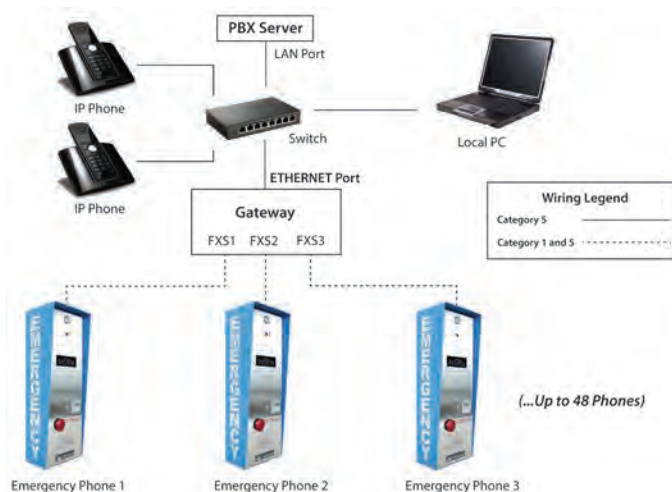 PBX Server
LAN Port
IP Phone
Switch
Local PC
IP Phone
ETHERNET Port
Gateway
FXS1 FXS2 FXS3
Wiring Legend
Category 5
Category 1 and 5
EMERGENCY
EMERGENCY
EMERGENCY
(...Up to 48 Phones)
Emergency Phone 1
Emergency Phone 2
Emergency Phone 3